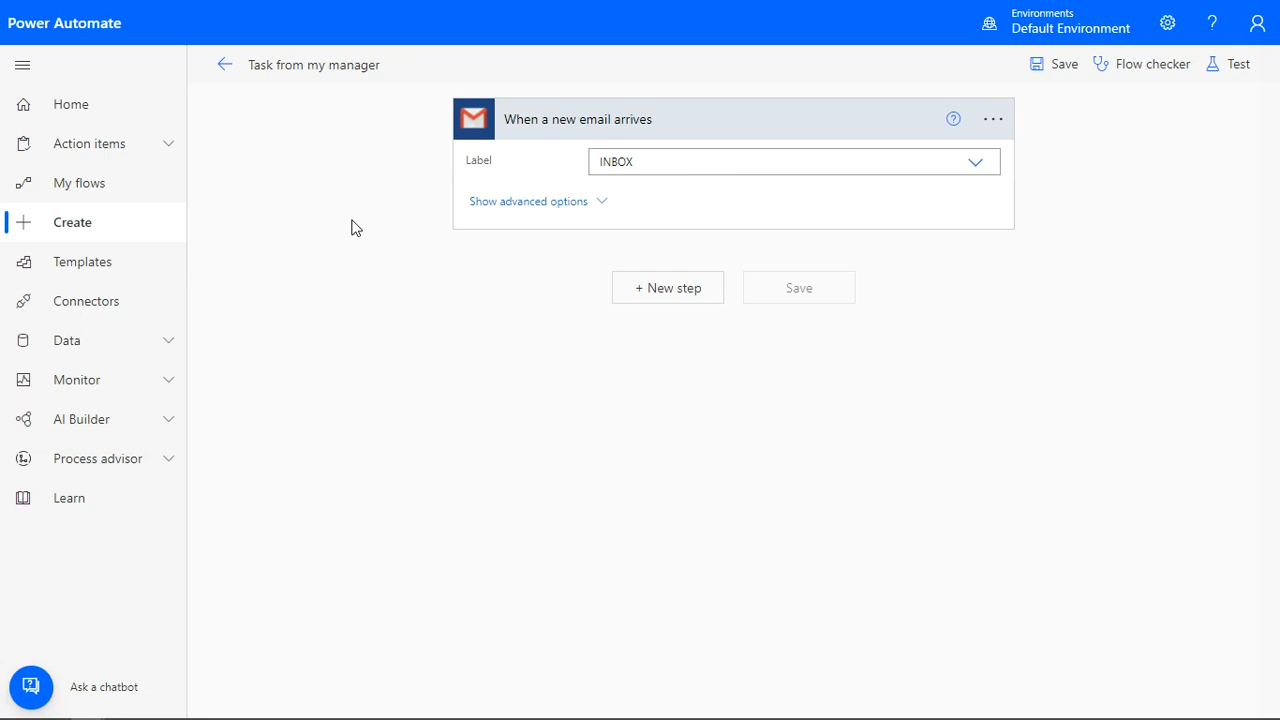 Power Automate
Environments
Default Environment
?
Task from my manager
Save
Flow checker
Test
Home
Action items
My flows
Create
Templates
Connectors
Data
Monitor
AI Builder
Process advisor
Learn
Ask a chatbot
When a new email arrives
?
...
Label
INBOX
Show advanced options
+ New step
Save